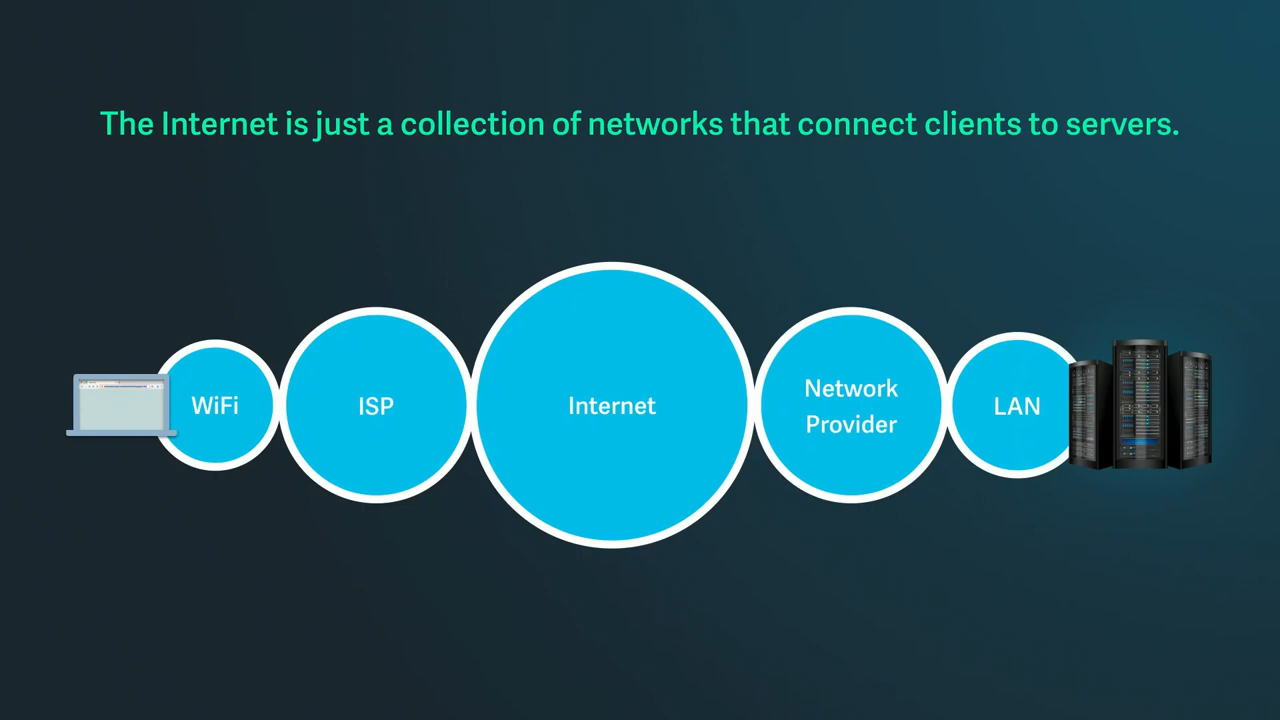 The Internet is just a collection of networks that connect clients to servers.
WiFi
ISP
Internet
Network
Provider
LAN